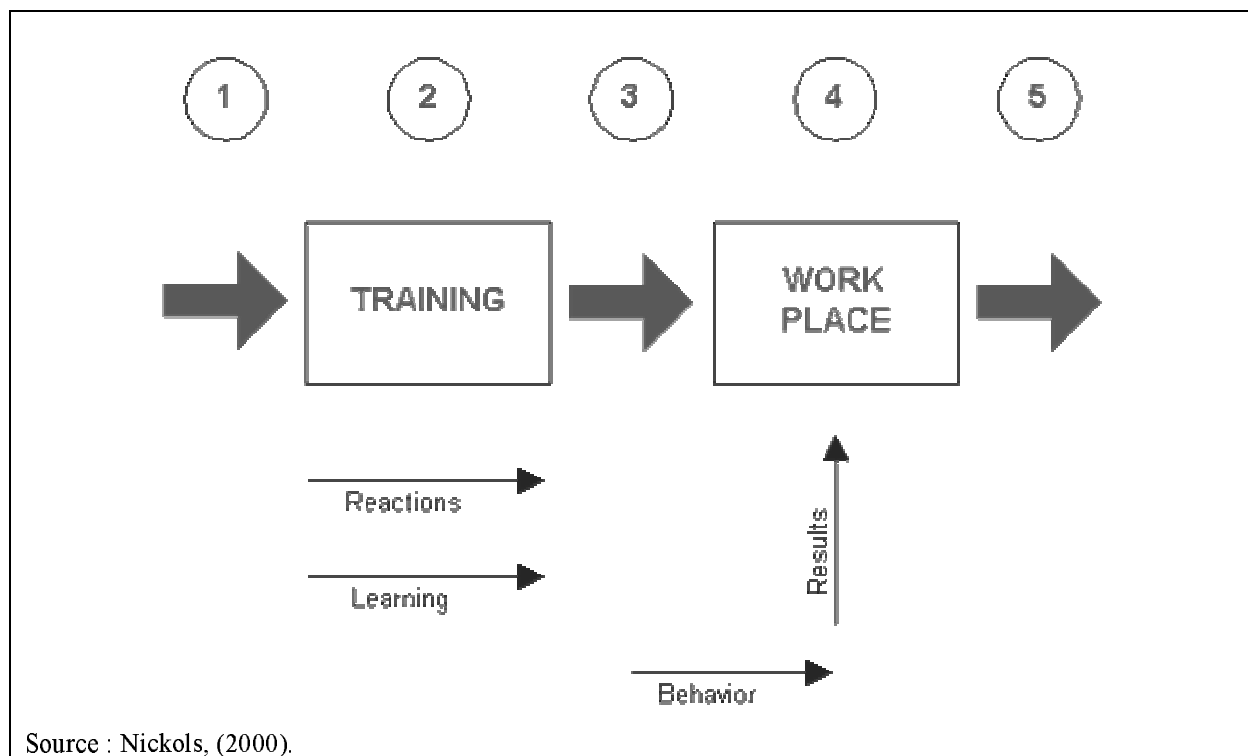 1 2 3 4 5
TRAINING
WORK
PLACE
Reactions
Learning
Results
Behavior
Source : Nickols, (2000).